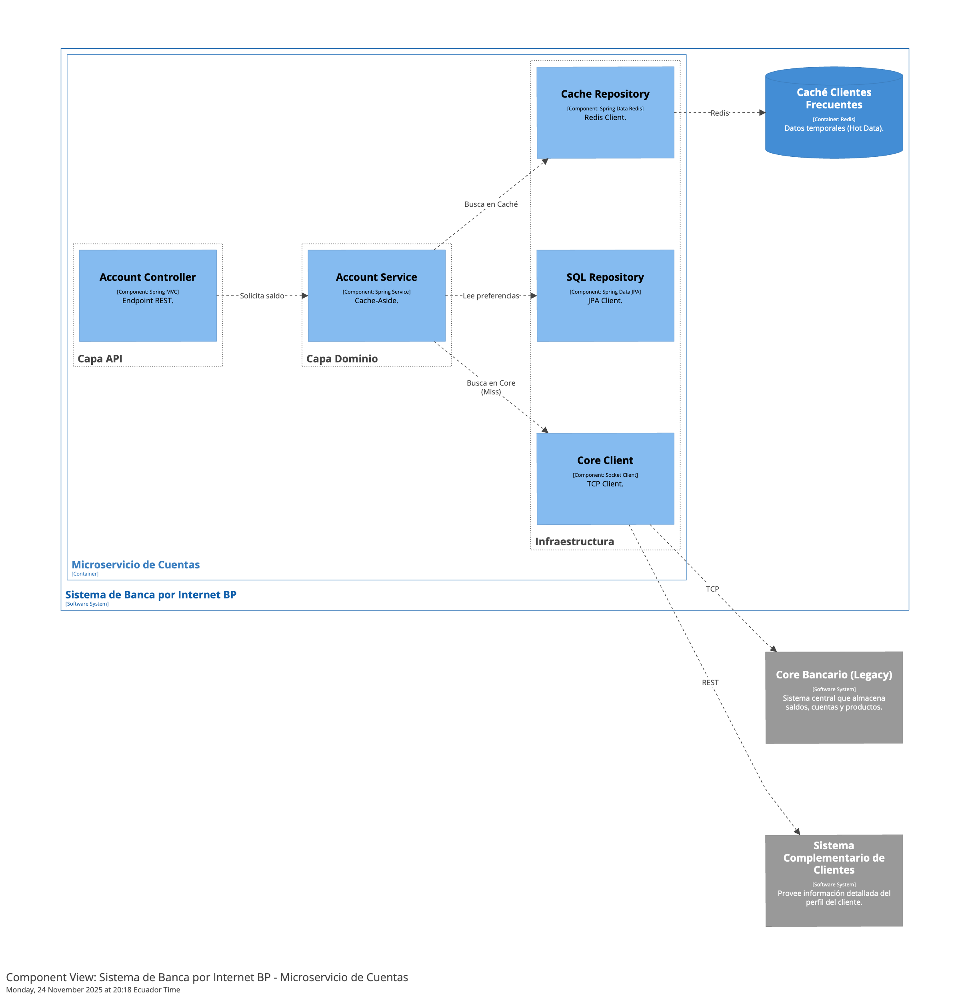 Cache Repository
[Component: Spring Data Redis]
Redis Client.
Redis
Caché Clientes
Frecuentes
[Container: Redis]
Datos temporales (Hot Data).
Busca en Caché
Account Controller
[Component: Spring MVC]
Endpoint REST.
Capa API
Solicita saldo
Account Service
[Component: Spring Service]
Cache-Aside.
Capa Dominio
Lee preferencias
SQL Repository
[Component: Spring Data JPA]
JPA Client.
Busca en Core
(Miss)
Core Client
[Component: Socket Client]
TCP Client.
Infraestructura
Microservicio de Cuentas
[Container]
Sistema de Banca por Internet BP
[Software System]
TCP
REST
Core Bancario (Legacy)
[Software System]
Sistema central que almacena
saldos, cuentas y productos.
Sistema
Complementario de
Clientes
[Software System]
Provee información detallada del
perfil del cliente.
Component View: Sistema de Banca por Internet BP - Microservicio de Cuentas
Monday, 24 November 2025 at 20:18 Ecuador Time